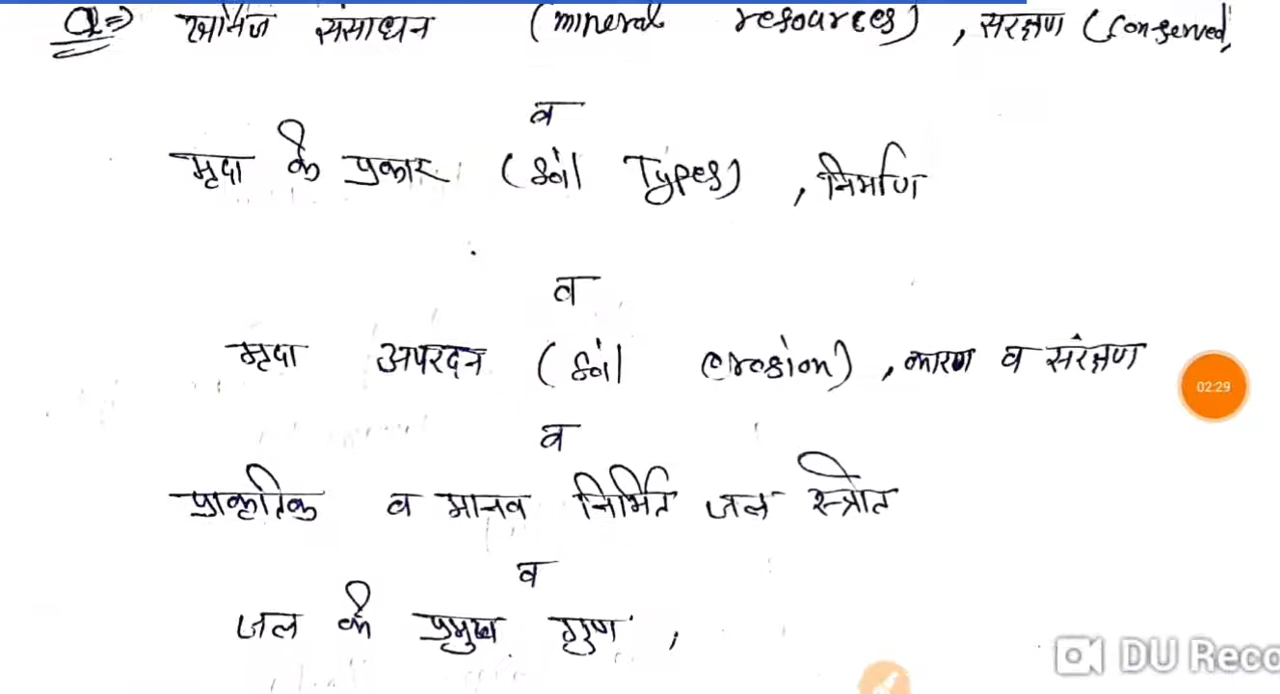 Q⇒ खनिज संसाधन (mineral resources), सरक्षण (Conserved,
व
मृदा के प्रकार (Soil Types), निर्माण
व
मृदा अपरदन (Soil erosion), कारण व संरक्षण
व
प्राकृतिक व मानव निर्मित जल स्त्रोत
व
जल के प्रमुख गुण,
02:29
DU Reco